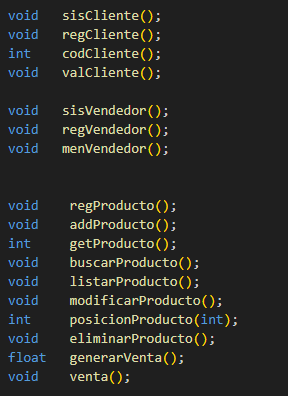 void   sisCliente();
void   regCliente();
int    codCliente();
void   valCliente();
void   sisVendedor();
void   regVendedor();
void   menVendedor();
void    regProducto();
void    addProducto();
int     getProducto();
void    buscarProducto();
void    listarProducto();
void    modificarProducto();
int     posicionProducto(int);
void    eliminarProducto();
float   generarVenta();
void    venta();